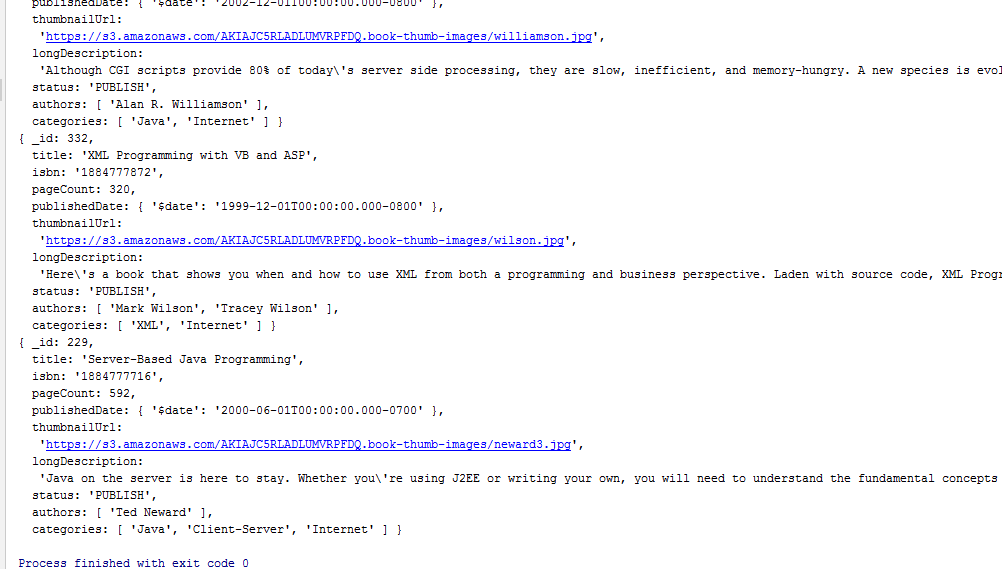 publishedDate: { '$date': '2002-12-01T00:00:00.000-0800' },
thumbnailUrl:
'https://s3.amazonaws.com/AKIAJC5RLADLUMVRPFDQ.book-thumb-images/williamson.jpg',
longDescription:
'Although CGI scripts provide 80% of today\'s server side processing, they are slow, inefficient, and memory-hungry. A new species is evol
status: 'PUBLISH',
authors: [ 'Alan R. Williamson' ],
categories: [ 'Java', 'Internet' ] }
{ _id: 332,
title: 'XML Programming with VB and ASP',
isbn: '1884777872',
pageCount: 320,
publishedDate: { '$date': '1999-12-01T00:00:00.000-0800' },
thumbnailUrl:
'https://s3.amazonaws.com/AKIAJC5RLADLUMVRPFDQ.book-thumb-images/wilson.jpg',
longDescription:
'Here\'s a book that shows you when and how to use XML from both a programming and business perspective. Laden with source code, XML Progr
status: 'PUBLISH',
authors: [ 'Mark Wilson', 'Tracey Wilson' ],
categories: [ 'XML', 'Internet' ] }
{ _id: 229,
title: 'Server-Based Java Programming',
isbn: '1884777716',
pageCount: 592,
publishedDate: { '$date': '2000-06-01T00:00:00.000-0700' },
thumbnailUrl:
'https://s3.amazonaws.com/AKIAJC5RLADLUMVRPFDQ.book-thumb-images/neward3.jpg',
longDescription:
'Java on the server is here to stay. Whether you\'re using J2EE or writing your own, you will need to understand the fundamental concepts
status: 'PUBLISH',
authors: [ 'Ted Neward' ],
categories: [ 'Java', 'Client-Server', 'Internet' ] }
Process finished with exit code 0